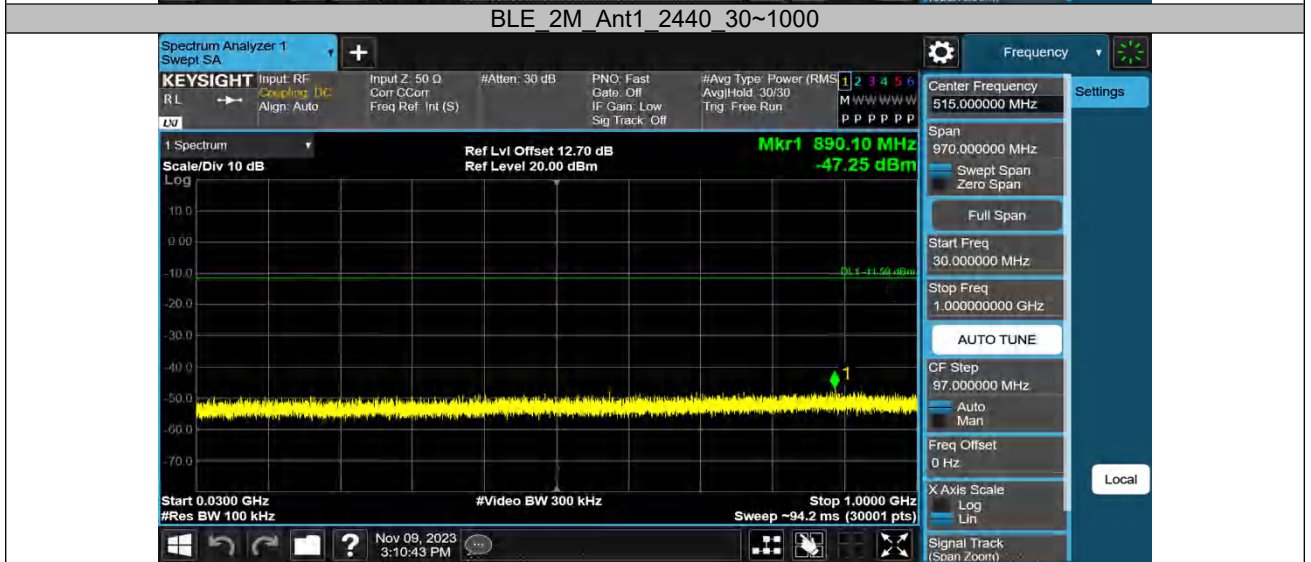 BLE_2M_Ant1_2440_30~1000
Spectrum Analyzer 1
Swept SA
Frequency
KEYSIGHT
RL
LXI
Input: RF
Coupling: DC
Align: Auto
Input Z: 50 Ω
Corr CCorr
Freq Ref: Int (S)
#Atten: 30 dB
PNO: Fast
Gate: Off
IF Gain: Low
Sig Track: Off
#Avg Type: Power (RMS
Avg|Hold: 30/30
Trig: Free Run
1 2 3 4 5 6
M W W W W W
P P P P P P
1 Spectrum
Scale/Div 10 dB
Log
Ref Lvl Offset 12.70 dB
Ref Level 20.00 dBm
Mkr1 890.10 MHz
-47.25 dBm
10.0
0.00
-10.0
-20.0
-30.0
-40.0
-50.0
-60.0
-70.0
1
Start 0.0300 GHz
#Res BW 100 kHz
#Video BW 300 kHz
Stop 1.0000 GHz
Sweep ~94.2 ms (30001 pts)
Nov 09, 2023
3:10:43 PM
Center Frequency
515.000000 MHz
Settings
Span
970.000000 MHz
Swept Span
Zero Span
Full Span
Start Freq
30.000000 MHz
Stop Freq
1.000000000 GHz
AUTO TUNE
CF Step
97.000000 MHz
Auto
Man
Freq Offset
0 Hz
Local
X Axis Scale
Log
Lin
Signal Track
(Span Zoom)